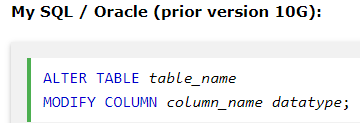 My SQL / Oracle (prior version 10G):
ALTER TABLE table_name
MODIFY COLUMN column_name datatype;